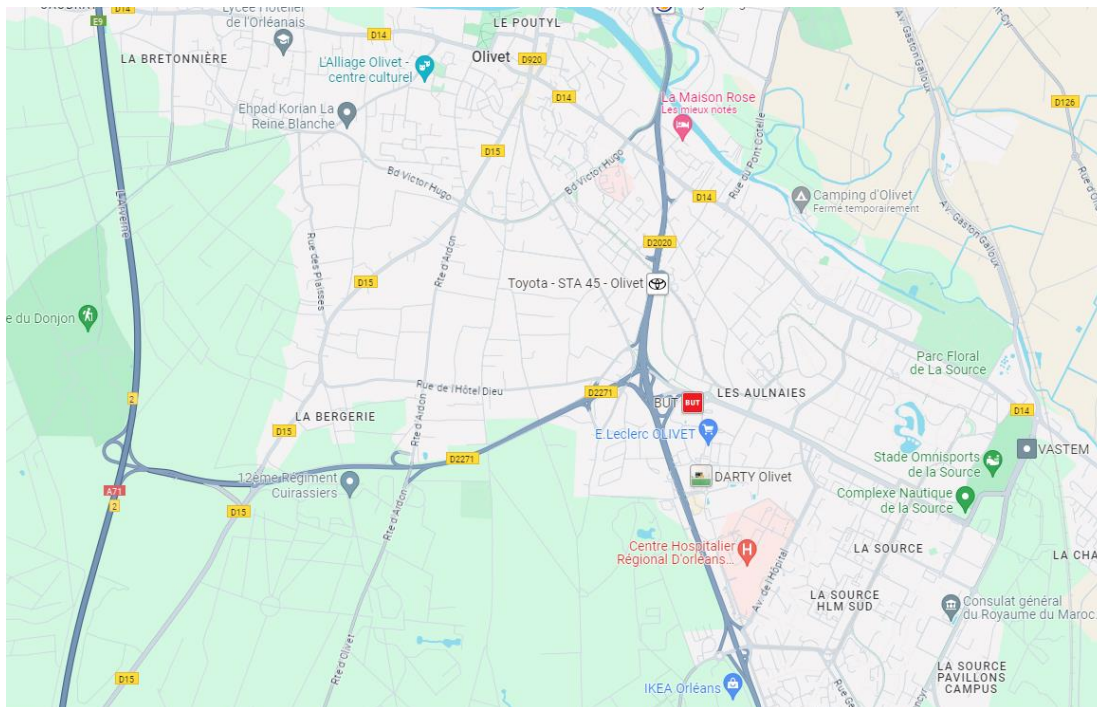 D14
Lycée Hôtelier
de l'Orléanais
E9
LA BRETONNIÈRE
D14
LE POUTYL
Olivet
D920
L'Alliage Olivet -
centre culturel
Av. Gaston Galloux
D14
La Maison Rose
Les mieux notés
D126
Ehpad Korian La
Reine Blanche
D15
Bd Victor Hugo
Bd Victor Hugo
Rue du Pont Cotelle
D14
Camping d'Olivet
Fermé temporairement
L'Arverne
Av. Gaston Galloux
Rue des Plaisses
Rte d'Ardon
D2020
D15
Toyota - STA 45 - Olivet
e du Donjon
Parc Floral
de La Source
Rue de l'Hôtel Dieu
D2271
LES AULNAIES
BUT
BUT
2
LA BERGERIE
Rte d'Ardon
D14
D15
E.Leclerc OLIVET
VASTEM
D2271
Stade Omnisports
de la Source
12ème Régiment
Cuirassiers
DARTY Olivet
A71
2
D15
Rte d'Ardon
Complexe Nautique
de la Source
Centre Hospitalier
Régional D'orléans...
H
LA SOURCE
LA CHA
Av. de l'Hôpital
LA SOURCE
HLM SUD
Consulat général
du Royaume du Maroc.
Rte d'Olivet
D15
IKEA Orléans
LA SOURCE
PAVILLONS
CAMPUS